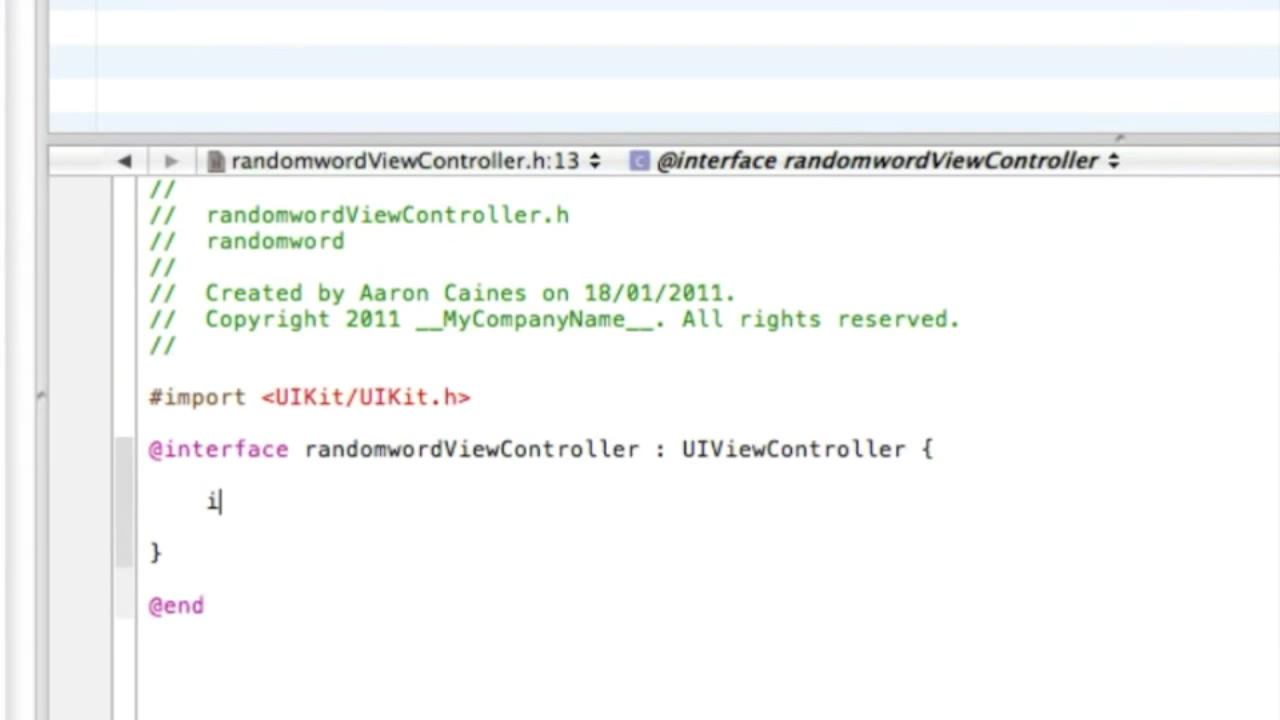 randomwordViewController.h:13 @interface randomwordViewController
//
// randomwordViewController.h
// randomword
//
// Created by Aaron Caines on 18/01/2011.
// Copyright 2011 __MyCompanyName__. All rights reserved.
//
#import <UIKit/UIKit.h>
@interface randomwordViewController : UIViewController {
i
}
@end